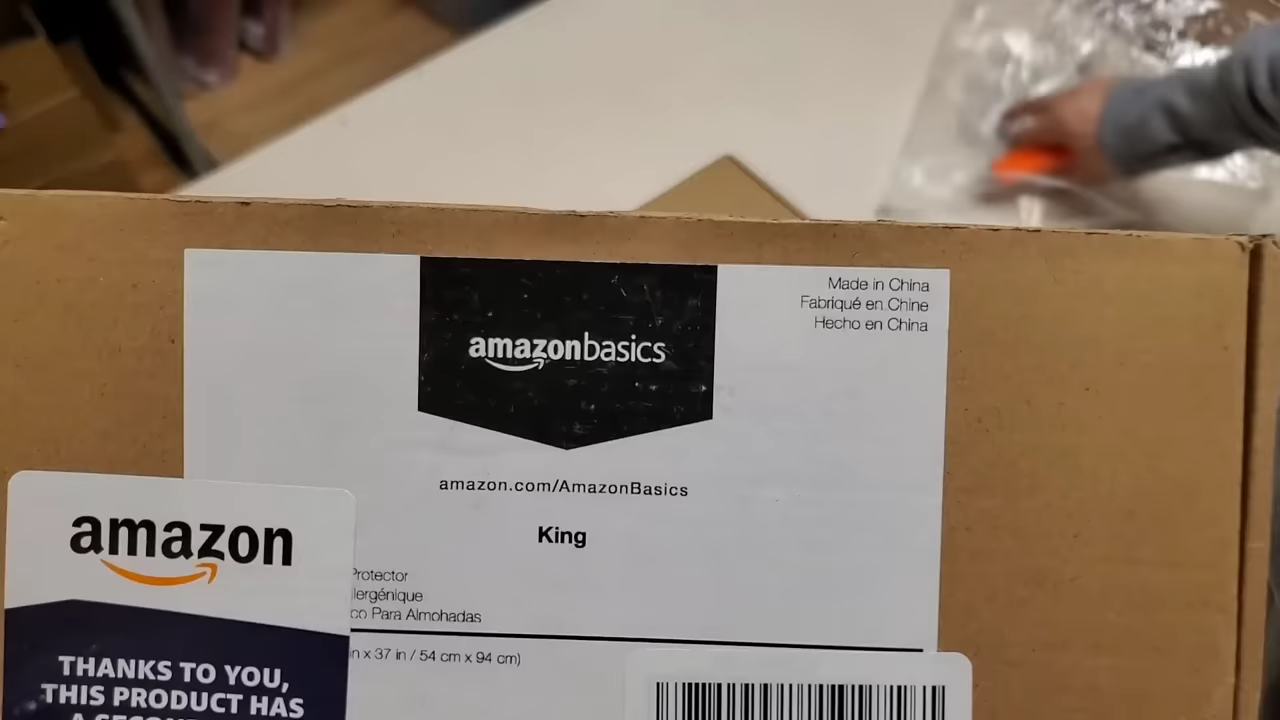 Made in China
Fabriqué en Chine
Hecho en China
amazonbasics
amazon.com/AmazonBasics
King
Protector
co Para Almohadas
x 37 in / 54 cm x 94 cm)
amazon
THANKS TO YOU,
THIS PRODUCT HAS
A